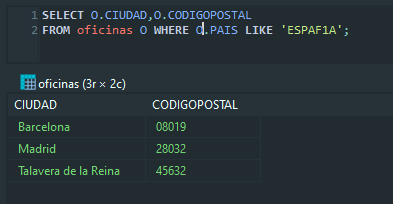 1 SELECT O.CIUDAD,O.CODIGOPOSTAL
2 FROM oficinas O WHERE O.PAIS LIKE 'ESPAF1A';
oficinas (3r × 2c)
CIUDAD CODIGOPOSTAL
Barcelona 08019
Madrid 28032
Talavera de la Reina 45632